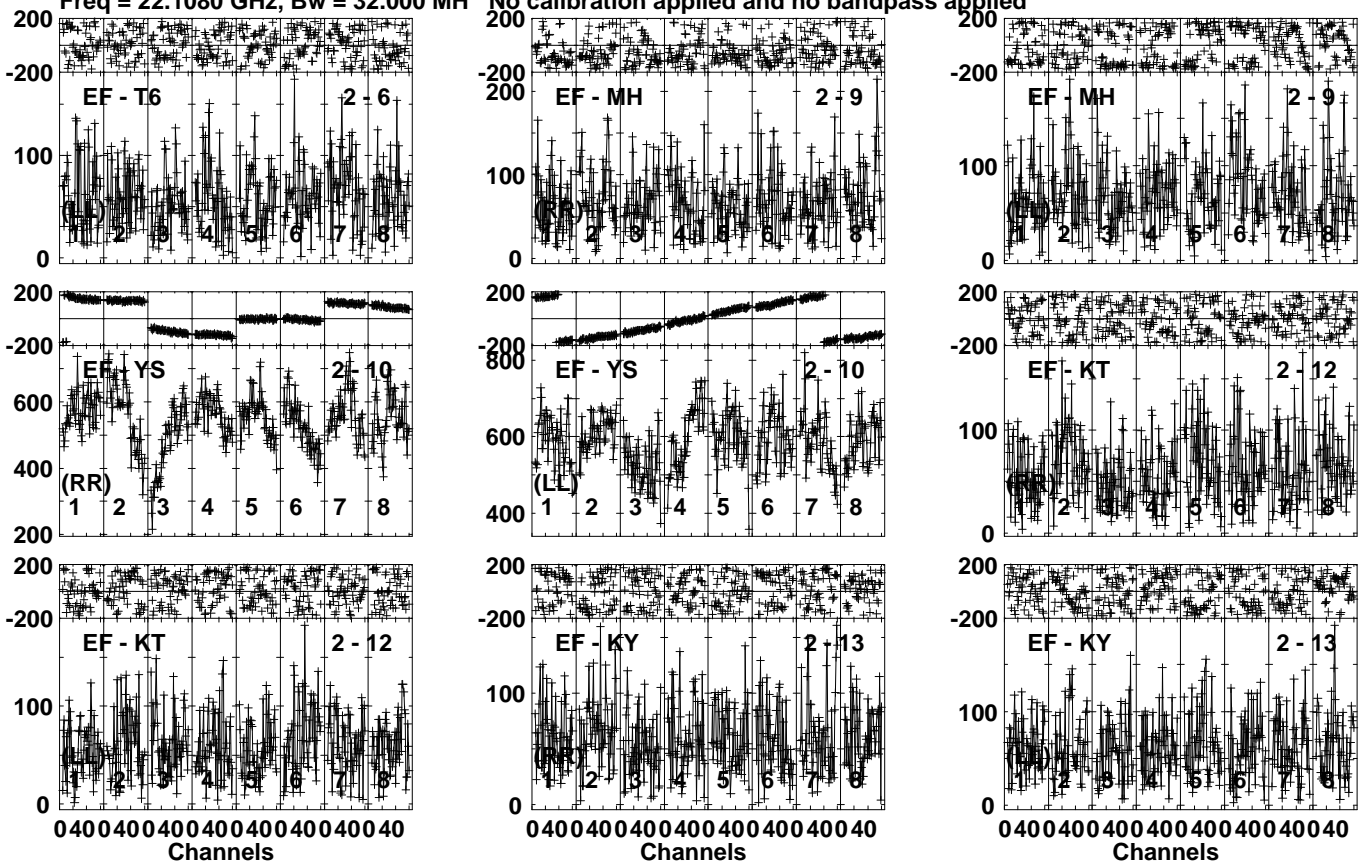 Freq = 22.1080 GHz, Bw = 32.000 MH No calibration applied and no bandpass applied
200
-200
EF - T6 2 - 6
100
(LL)
1 2 3 4 5 6 7 8
0
200
-200
200
EF - MH 2 - 9
100
(RR)
1 2 3 4 5 6 7 8
0
200
-200
EF - MH 2 - 9
100
(LL)
1 2 3 4 5 6 7 8
0
200
-200
EF - YS 2 - 10
600
400
(RR)
1 2 3 4 5 6 7 8
200
200
-200
800
EF - YS 2 - 10
600
(LL)
1 2 3 4 5 6 7 8
400
200
-200
EF - KT 2 - 12
100
(RR)
1 2 3 4 5 6 7 8
0
200
-200
EF - KT 2 - 12
100
(LL)
1 2 3 4 5 6 7 8
0
0 40 0 40 0 40 0 40 0 40 0 40 0 40 0 40
Channels
200
-200
EF - KY 2 - 13
100
(RR)
1 2 3 4 5 6 7 8
0
0 40 0 40 0 40 0 40 0 40 0 40 0 40 0 40
Channels
200
-200
EF - KY 2 - 13
100
(LL)
1 2 3 4 5 6 7 8
0
0 40 0 40 0 40 0 40 0 40 0 40 0 40 0 40
Channels